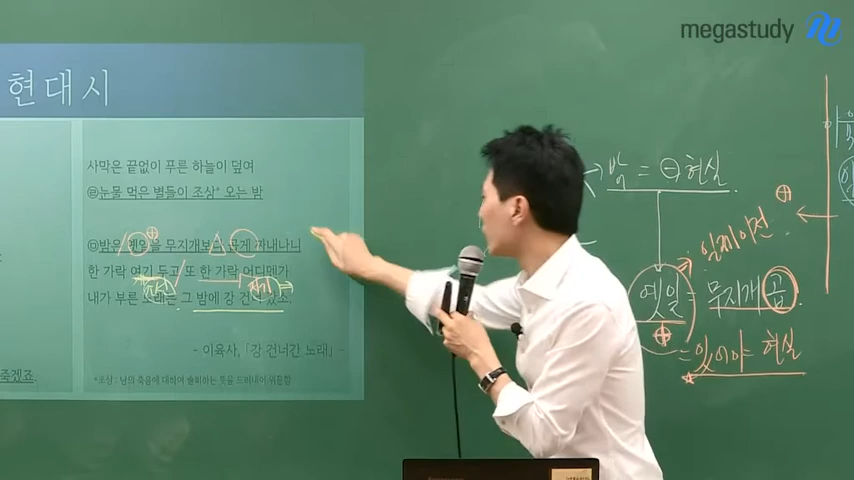 megastudy
현대시
사막은 끝없이 푸른 하늘이 덮여
㉣눈물 먹은 별들이 조상* 오는 밤
㉤밤은 옛일을 무지개보다 곱게 짜내나니
한 가락 여기 두고 또 한 가락 어디멘가
내가 부른 노래는 그 밤에 강 건너 갔소.
- 이육사, 「강 건너간 노래」 -
*조상 : 남의 죽음에 대하여 슬퍼하는 뜻을 드러내어 위문함
죽겠죠.
밤 = ⊖ 현실
일제 이전
옛일 = 무지개 곱
= 있어야 현실